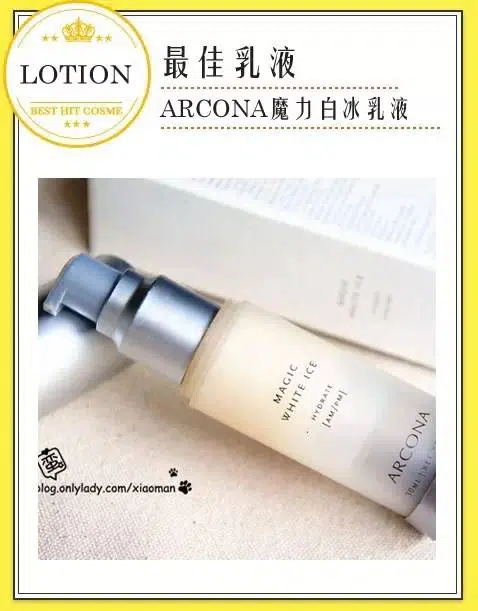 LOTION
BEST HIT COSME
最佳乳液
ARCONA魔力白冰乳液
MAGIC
WHITE ICE
HYDRATE
[AM/PM]
ARCONA
blog.onlylady.com/xiaoman